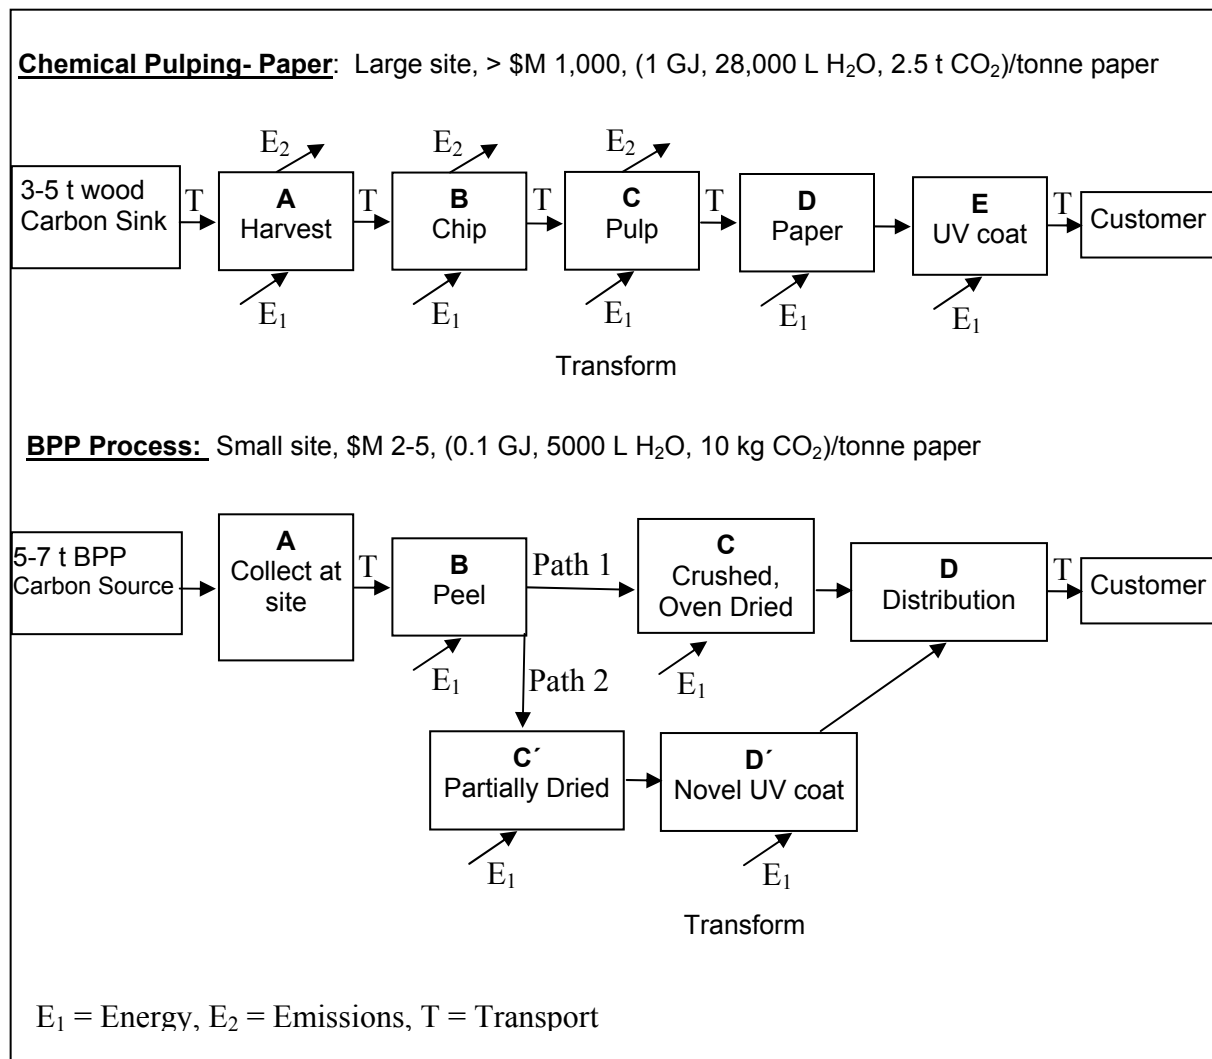 Chemical Pulping- Paper: Large site, > $M 1,000, (1 GJ, 28,000 L H₂O, 2.5 t CO₂)/tonne paper
E₂ E₂ E₂
3-5 t wood
Carbon Sink
T
A
Harvest
T
B
Chip
T
C
Pulp
T
D
Paper
E
UV coat
T
Customer
E₁ E₁ E₁ E₁ E₁
Transform
BPP Process: Small site, $M 2-5, (0.1 GJ, 5000 L H₂O, 10 kg CO₂)/tonne paper
5-7 t BPP
Carbon Source
A
Collect at
site
T
B
Peel
Path 1
C
Crushed,
Oven Dried
D
Distribution
T
Customer
E₁
Path 2
E₁
C´
Partially Dried
D´
Novel UV coat
E₁ E₁
Transform
E₁ = Energy, E₂ = Emissions, T = Transport